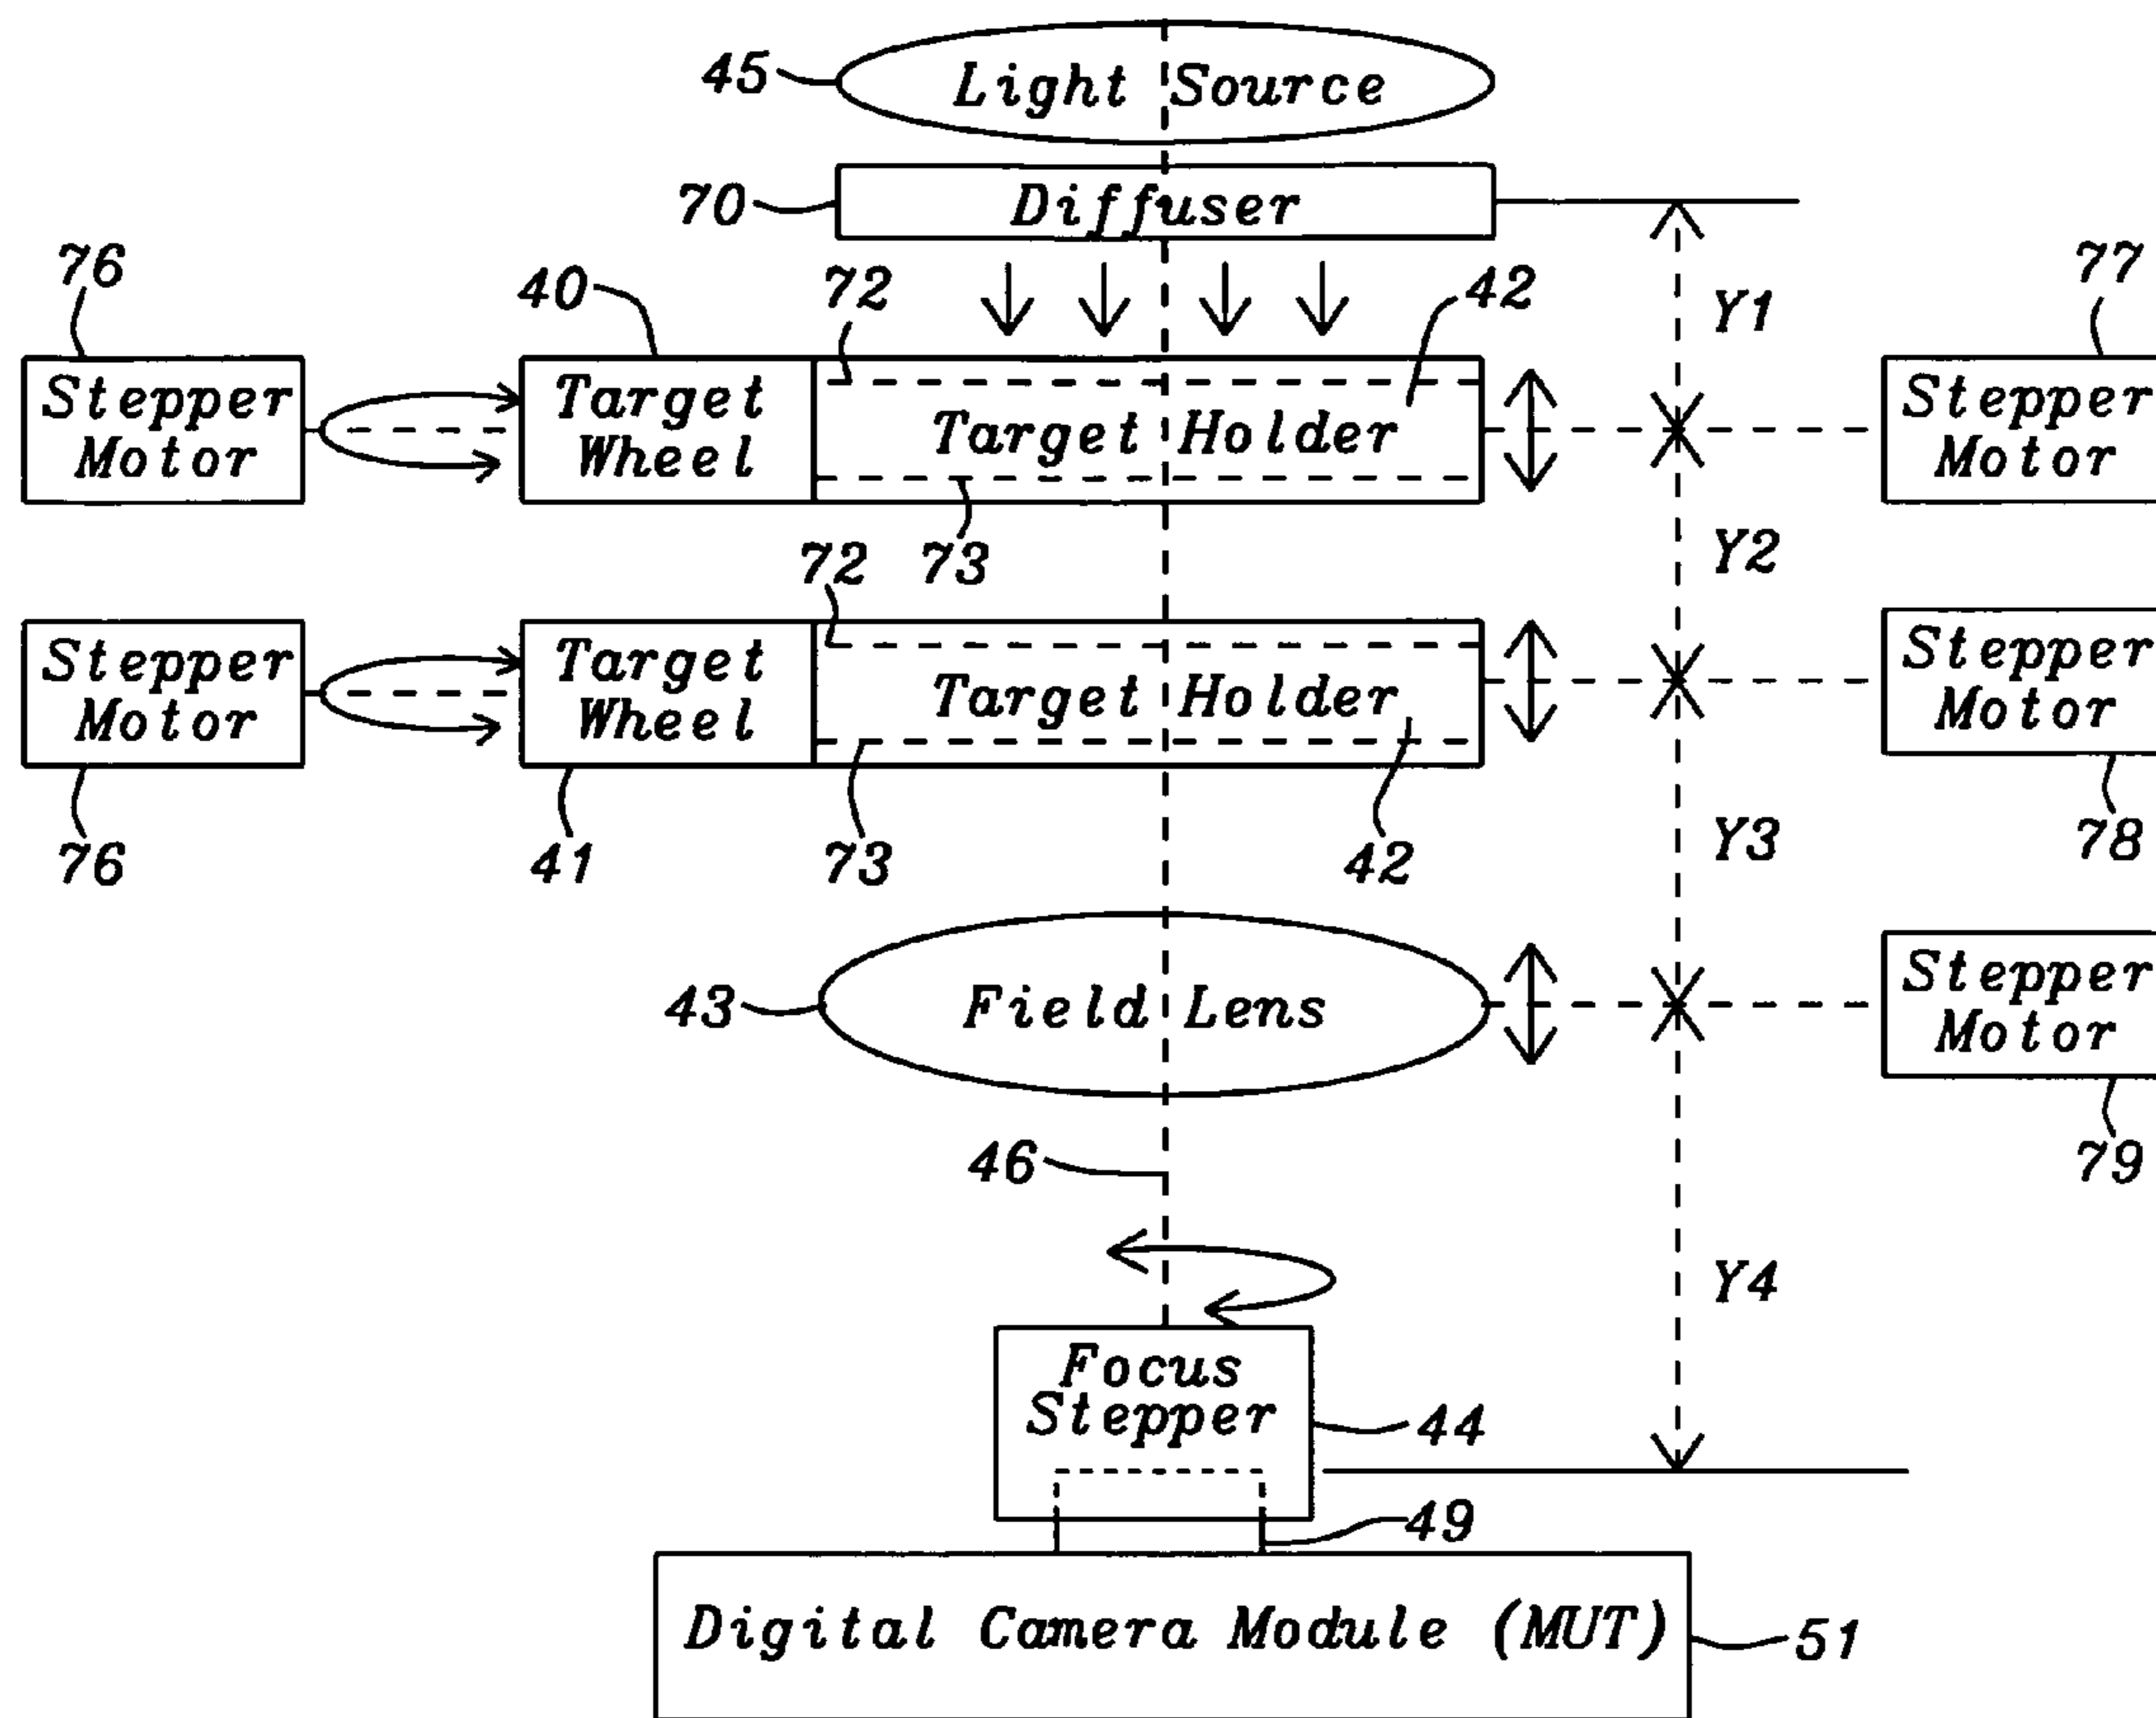 45
Light Source
70
Diffuser
76
40
72
42
Y1
77
Stepper
Motor
Target
Wheel
Target Holder
Stepper
Motor
72
73
Y2
Stepper
Motor
Target
Wheel
Target Holder
Stepper
Motor
76
41
73
42
Y3
78
43
Field Lens
Stepper
Motor
46
79
Y4
Focus
Stepper
44
49
Digital Camera Module (MUT)
51